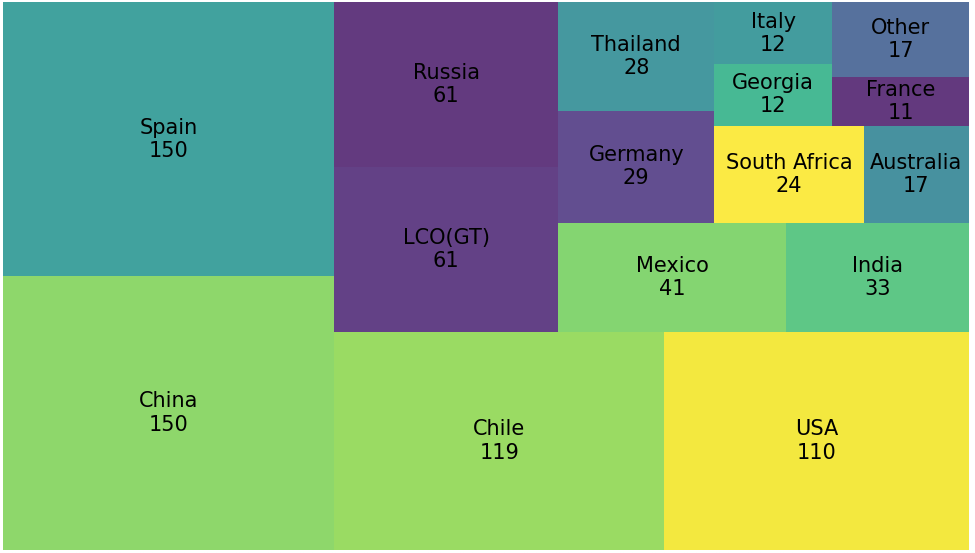 Spain
150
China
150
Russia
61
LCO(GT)
61
Chile
119
USA
110
Thailand
28
Germany
29
Mexico
41
India
33
Italy
12
Georgia
12
South Africa
24
Australia
17
Other
17
France
11